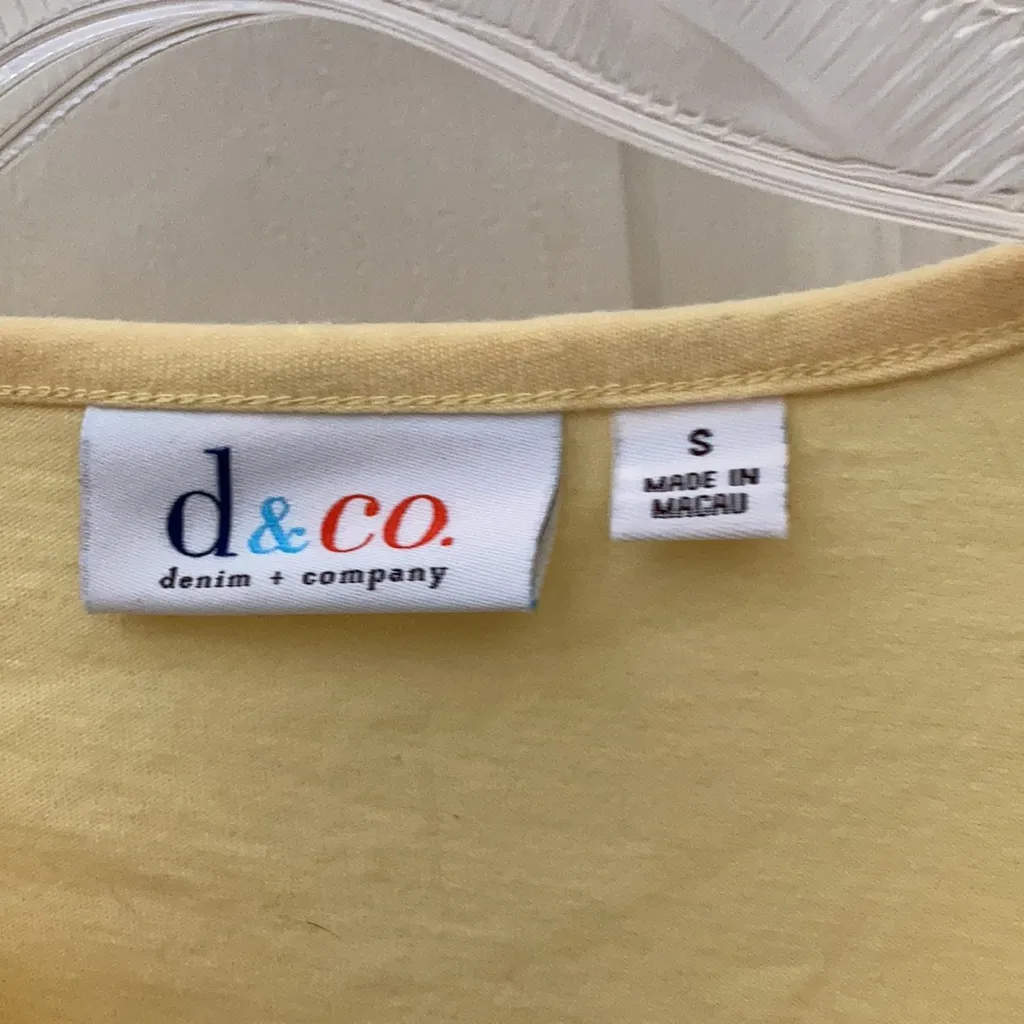 d&co.
denim + company
S
MADE IN
MACAU